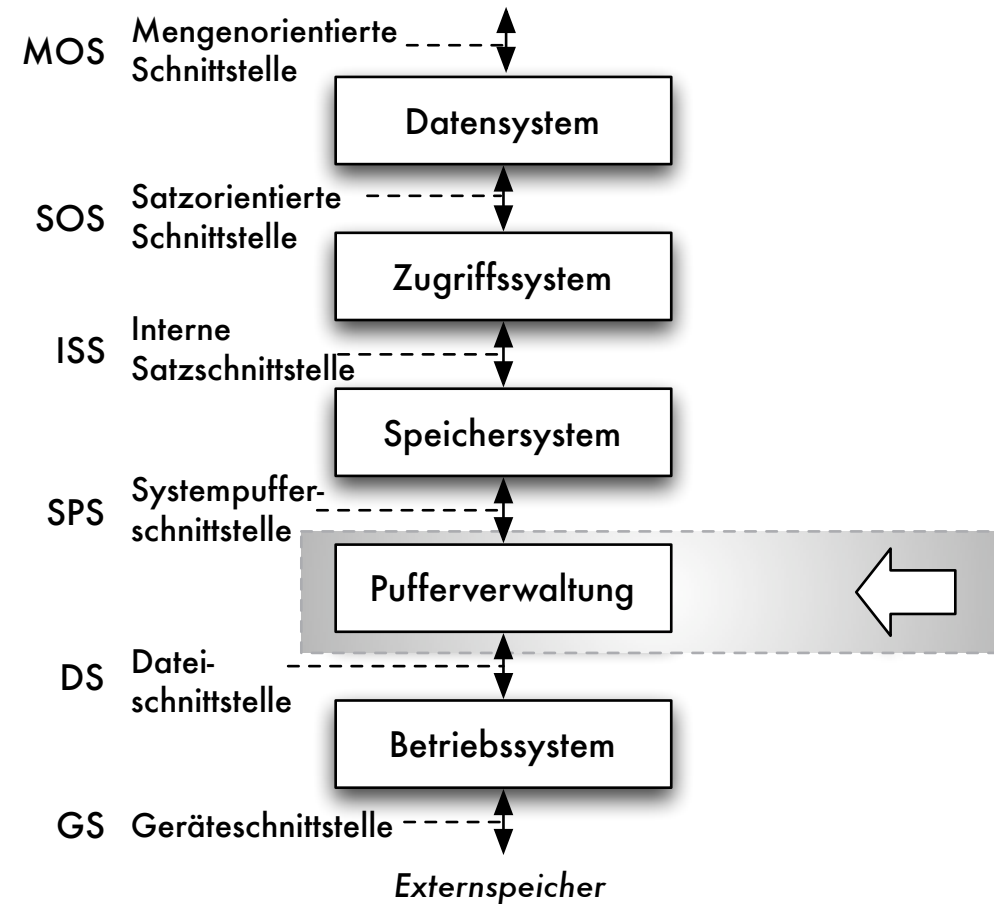 MOS
Mengenorientierte
Schnittstelle
Datensystem
SOS
Satzorientierte
Schnittstelle
Zugriffssystem
ISS
Interne
Satzschnittstelle
Speichersystem
SPS
Systempuffer-
schnittstelle
Pufferverwaltung
DS
Datei-
schnittstelle
Betriebssystem
GS
Geräteschnittstelle
Externspeicher